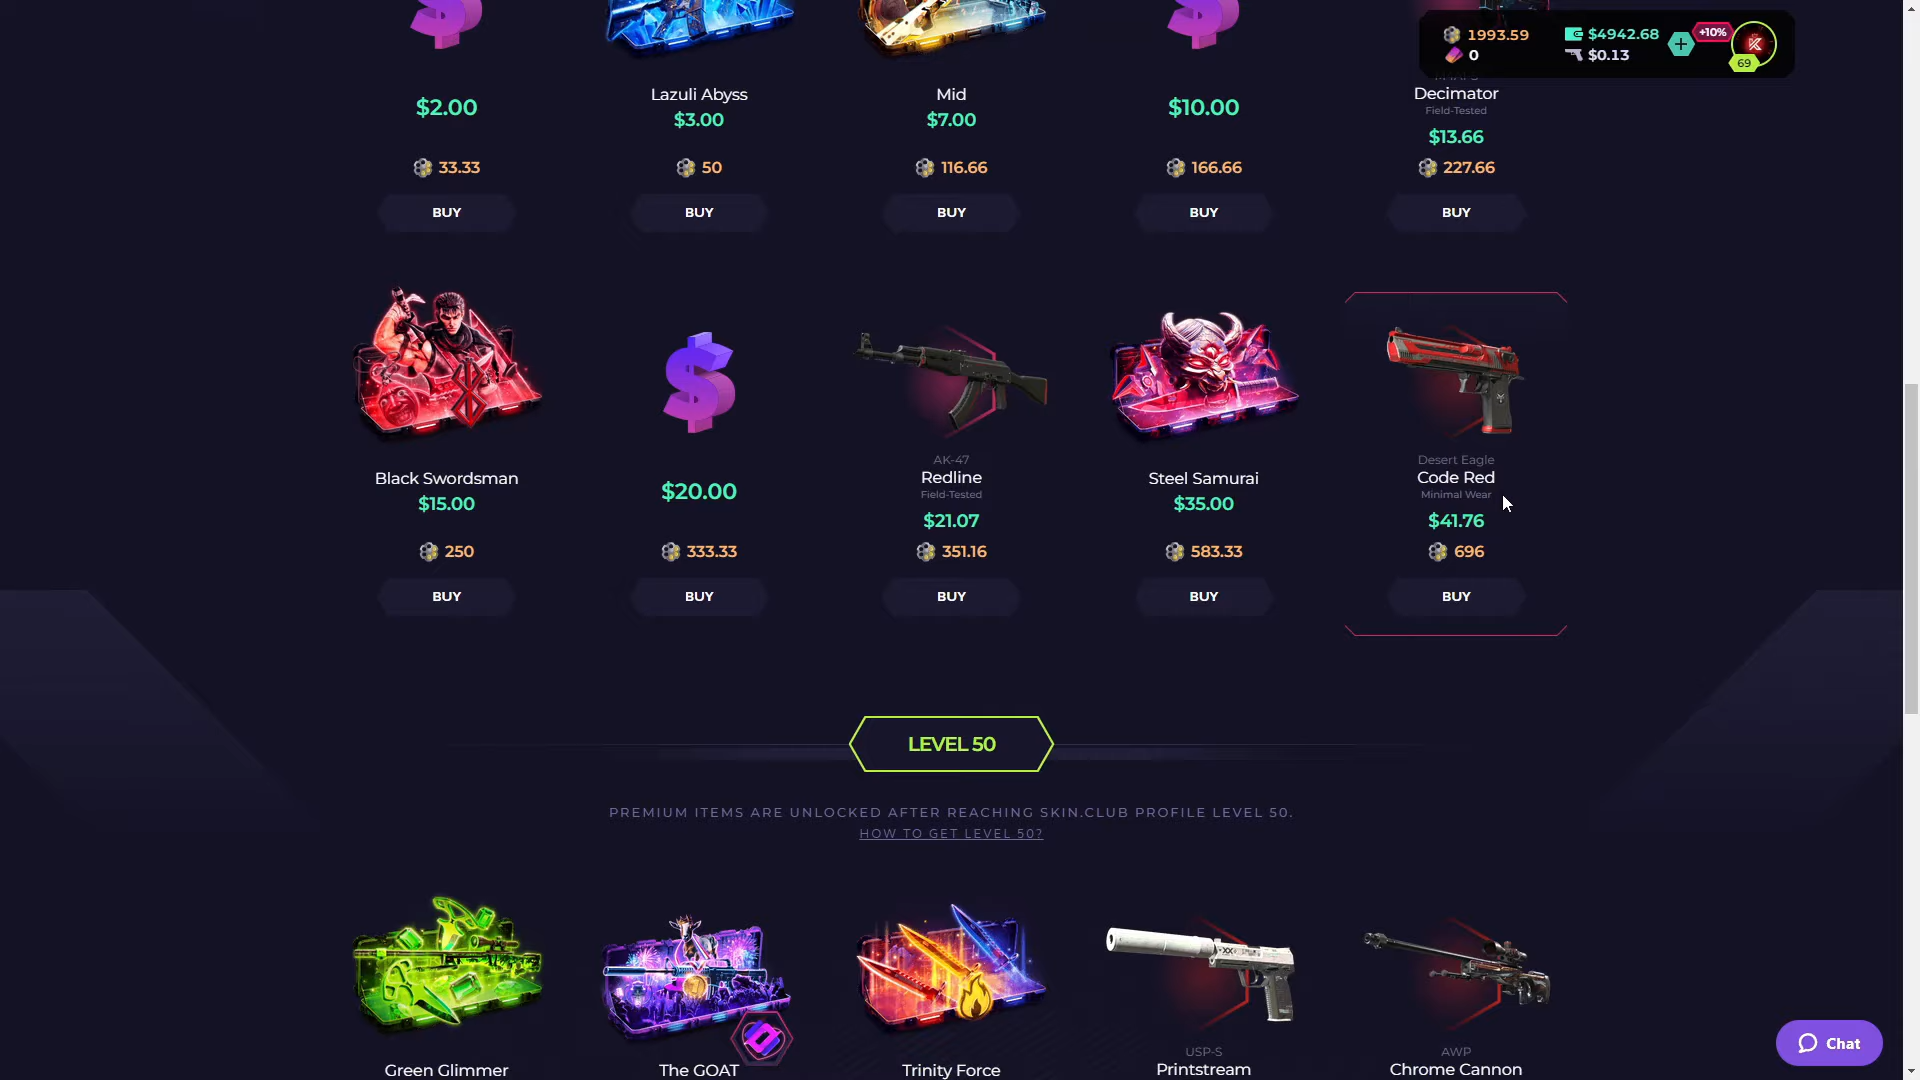 1993.59
$4942.68
+10%
0
$0.13
69
$2.00
33.33
BUY
Lazuli Abyss
$3.00
50
BUY
Mid
$7.00
116.66
BUY
$10.00
166.66
BUY
Decimator
Field-Tested
$13.66
227.66
BUY
Black Swordsman
$15.00
250
BUY
$20.00
333.33
BUY
AK-47
Redline
Field-Tested
$21.07
351.16
BUY
Steel Samurai
$35.00
583.33
BUY
Desert Eagle
Code Red
Minimal Wear
$41.76
696
BUY
LEVEL 50
PREMIUM ITEMS ARE UNLOCKED AFTER REACHING SKIN.CLUB PROFILE LEVEL 50.
HOW TO GET LEVEL 50?
Green Glimmer
The GOAT
Trinity Force
USP-S
Printstream
AWP
Chrome Cannon
Chat